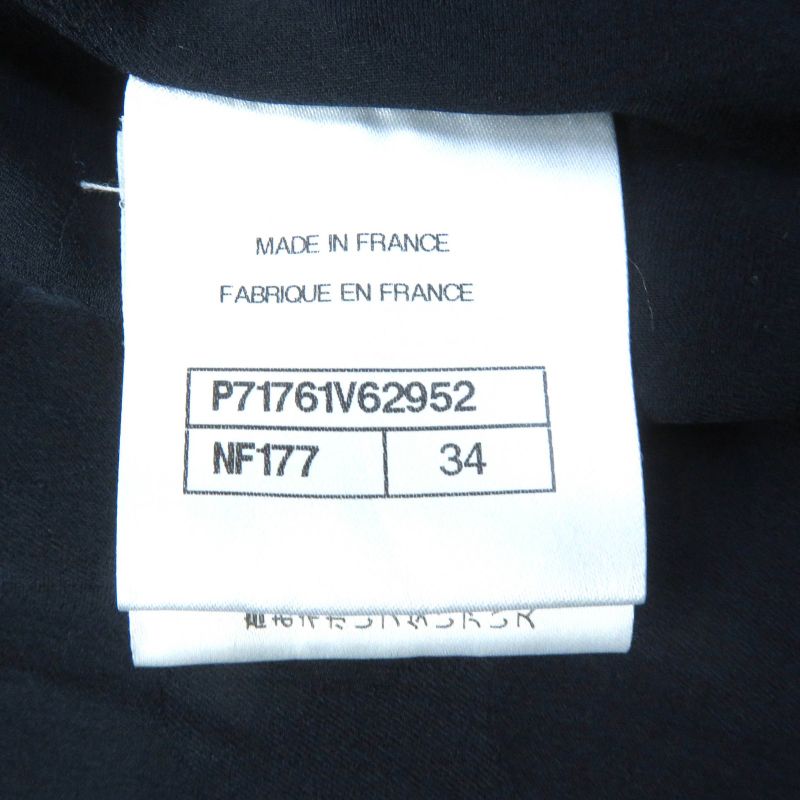 MADE IN FRANCE
FABRIQUE EN FRANCE
P71761V62952
NF177 34